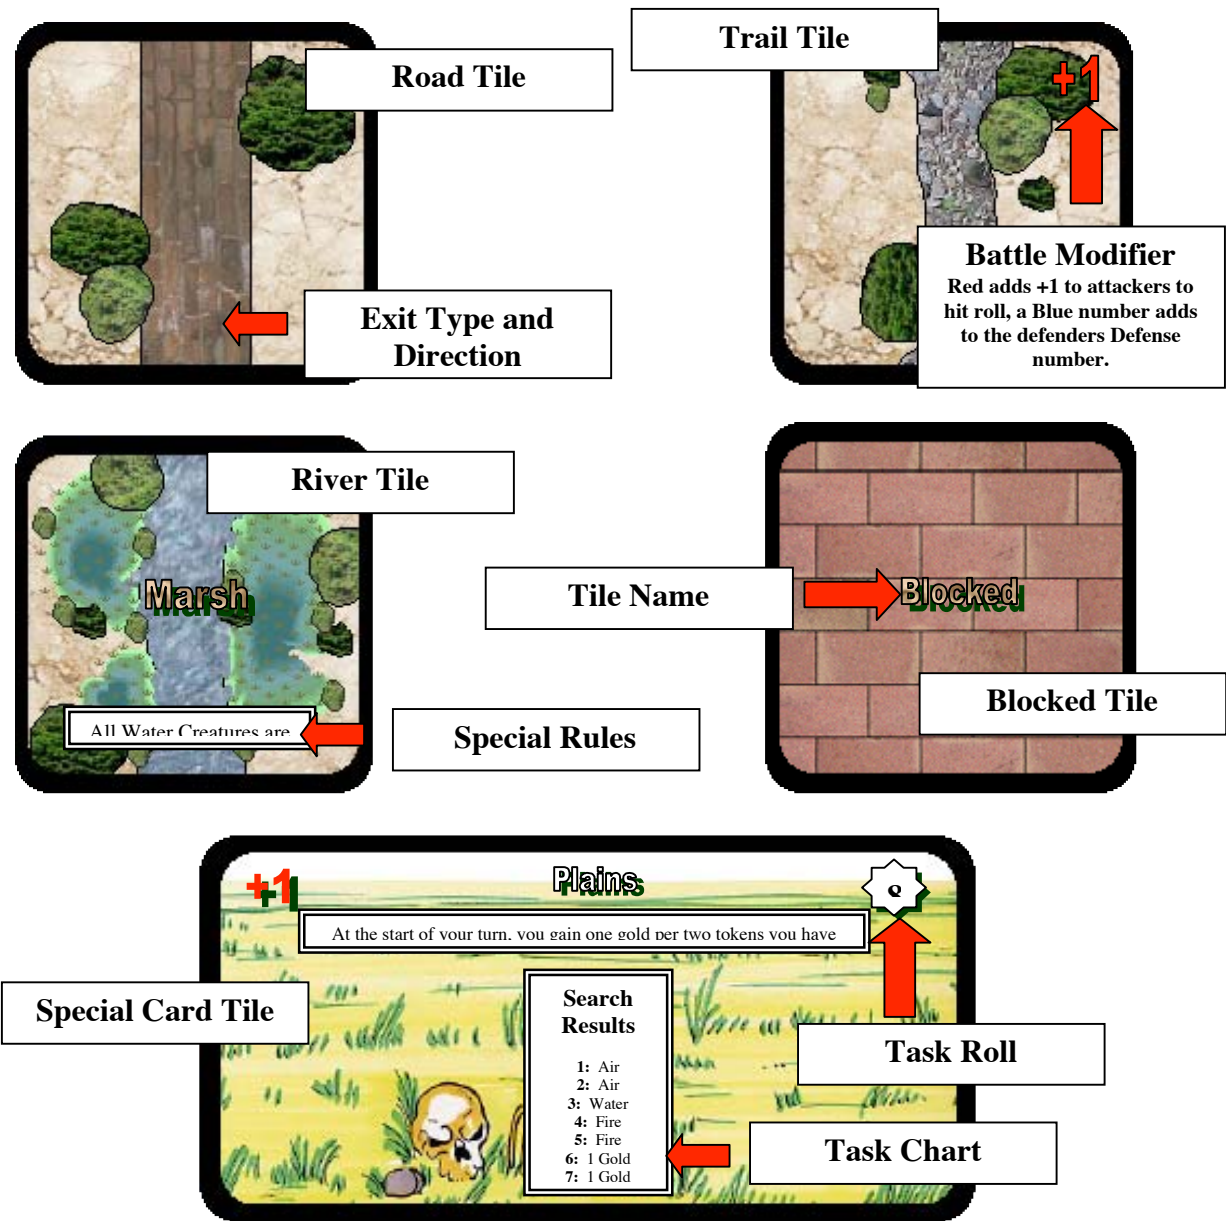 Road Tile
Trail Tile
+1
Exit Type and
Direction
Battle Modifier
Red adds +1 to attackers to
hit roll, a Blue number adds
to the defenders Defense
number.
River Tile
Marsh
All Water Creatures are
Special Rules
Tile Name
Blocked
Blocked Tile
+1
Plains
At the start of your turn, you gain one gold per two tokens you have
Special Card Tile
Search
Results
1: Air
2: Air
3: Water
4: Fire
5: Fire
6: 1 Gold
7: 1 Gold
Task Roll
Task Chart